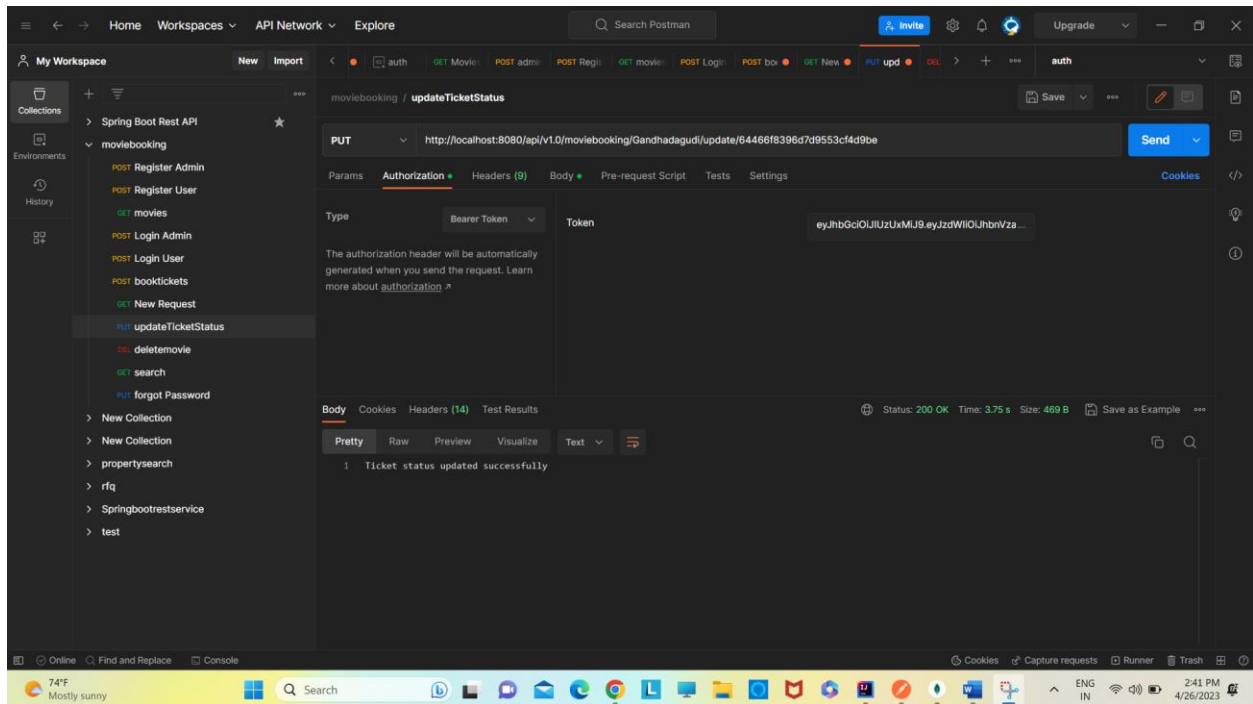 Home Workspaces API Network Explore Search Postman Invite Upgrade
My Workspace New Import auth GET Movie POST admi POST Regis GET movie POST Login POST bo GET New PUT upd DEL auth
Collections
Environments
History
Spring Boot Rest API
moviebooking
POST Register Admin
POST Register User
GET movies
POST Login Admin
POST Login User
POST booktickets
GET New Request
PUT updateTicketStatus
DEL deletemovie
GET search
PUT forgot Password
New Collection
New Collection
propertysearch
rfq
Springbootrestservice
test
moviebooking / updateTicketStatus Save
PUT http://localhost:8080/api/v1.0/moviebooking/Gandhadagudi/update/64466f8396d7d9553cf4d9be Send
Params Authorization Headers (9) Body Pre-request Script Tests Settings Cookies
Type Bearer Token Token eyJhbGciOiJIUzUxMiJ9.eyJzdWIiOiJhbnVza...
The authorization header will be automatically
generated when you send the request. Learn
more about authorization
Body Cookies Headers (14) Test Results Status: 200 OK Time: 3.75 s Size: 469 B Save as Example
Pretty Raw Preview Visualize Text
1 Ticket status updated successfully
Online Find and Replace Console Cookies Capture requests Runner Trash
74°F
Mostly sunny
Search
ENG
IN
2:41 PM
4/26/2023